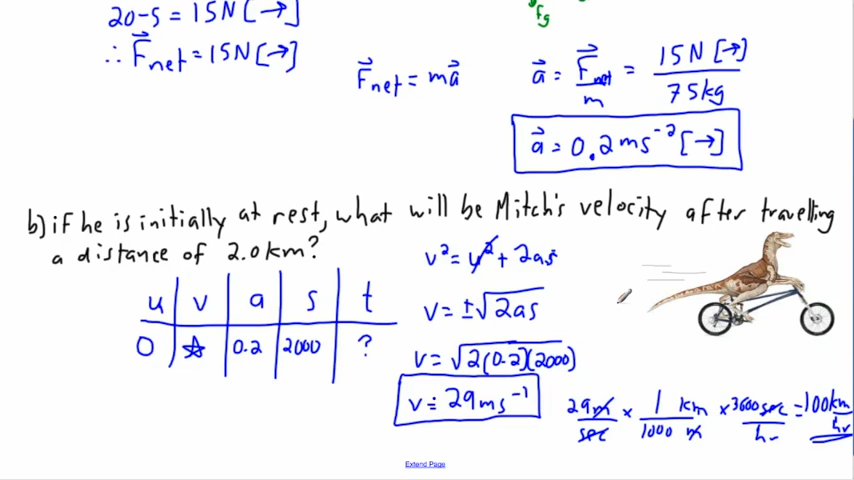 20-5 = 15N [→]
∴ F⃗net = 15N [→]
Fg
F⃗net = ma⃗
a⃗ = F⃗net/m = 15N [→]/75kg
a⃗ = 0.2ms⁻² [→]
b) if he is initially at rest, what will be Mitch's velocity after travelling
a distance of 2.0km?
u | v | a | s | t
0 | ☆ | 0.2 | 2000 | ?
v² = u² + 2as
v = ±√2as
v = √2(0.2)(2000)
v ≐ 29ms⁻¹
29m/sec × 1 km/1000 m × 3600sec/hr = 100km/hr
Extend Page